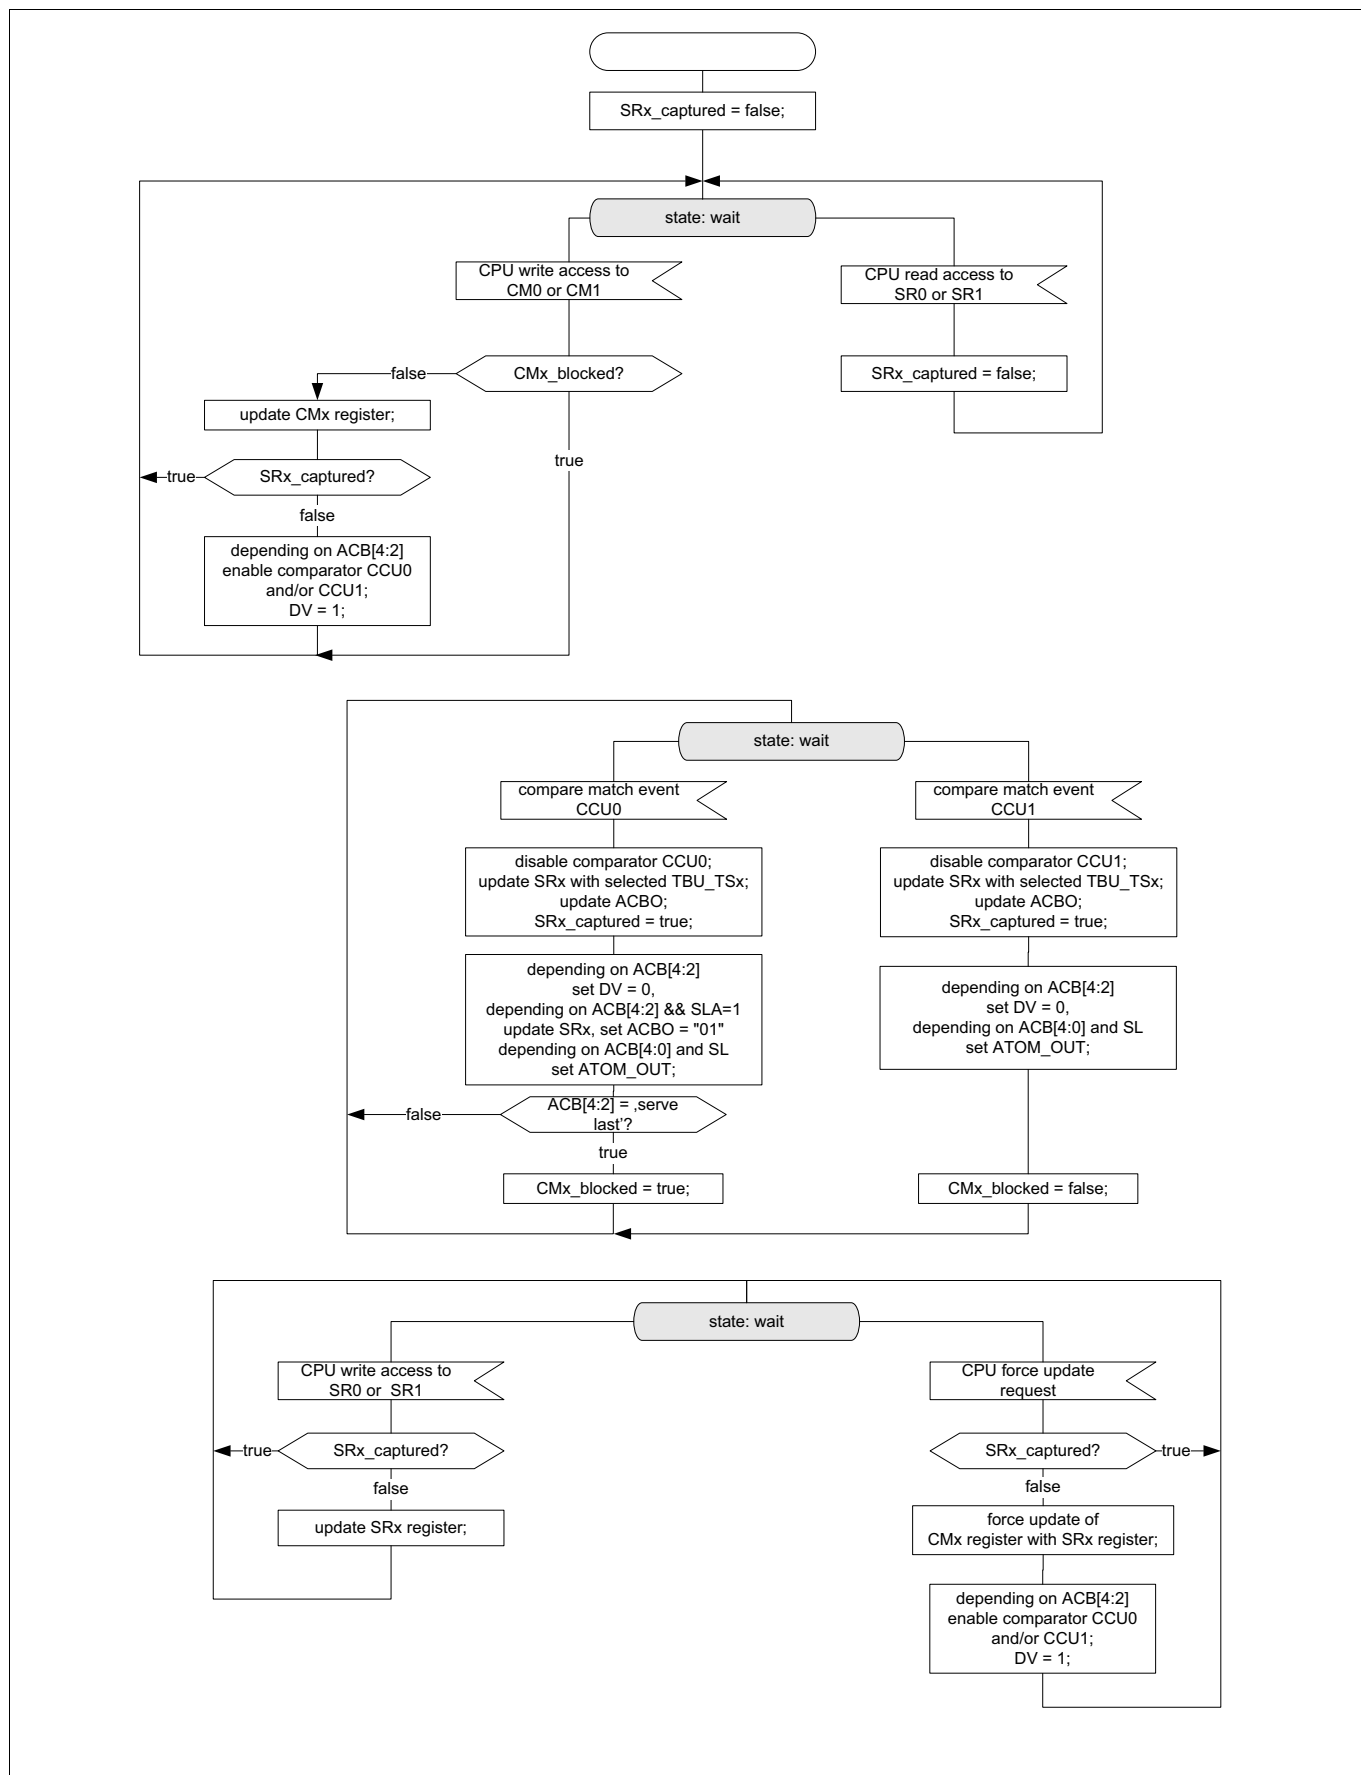 SRx_captured = false;
state: wait
CPU write access to
CM0 or CM1
CPU read access to
SR0 or SR1
false
CMx_blocked?
SRx_captured = false;
update CMx register;
true
true
SRx_captured?
false
depending on ACB[4:2]
enable comparator CCU0
and/or CCU1;
DV = 1;
state: wait
compare match event
CCU0
compare match event
CCU1
disable comparator CCU0;
update SRx with selected TBU_TSx;
update ACBO;
SRx_captured = true;
disable comparator CCU1;
update SRx with selected TBU_TSx;
update ACBO;
SRx_captured = true;
depending on ACB[4:2]
set DV = 0,
depending on ACB[4:2] && SLA=1
update SRx, set ACBO = "01"
depending on ACB[4:0] and SL
set ATOM_OUT;
depending on ACB[4:2]
set DV = 0,
depending on ACB[4:0] and SL
set ATOM_OUT;
false
ACB[4:2] = ‚serve
last’?
true
CMx_blocked = true;
CMx_blocked = false;
state: wait
CPU write access to
SR0 or  SR1
CPU force update
request
true
SRx_captured?
SRx_captured?
true
false
false
update SRx register;
force update of
CMx register with SRx register;
depending on ACB[4:2]
enable comparator CCU0
and/or CCU1;
DV = 1;